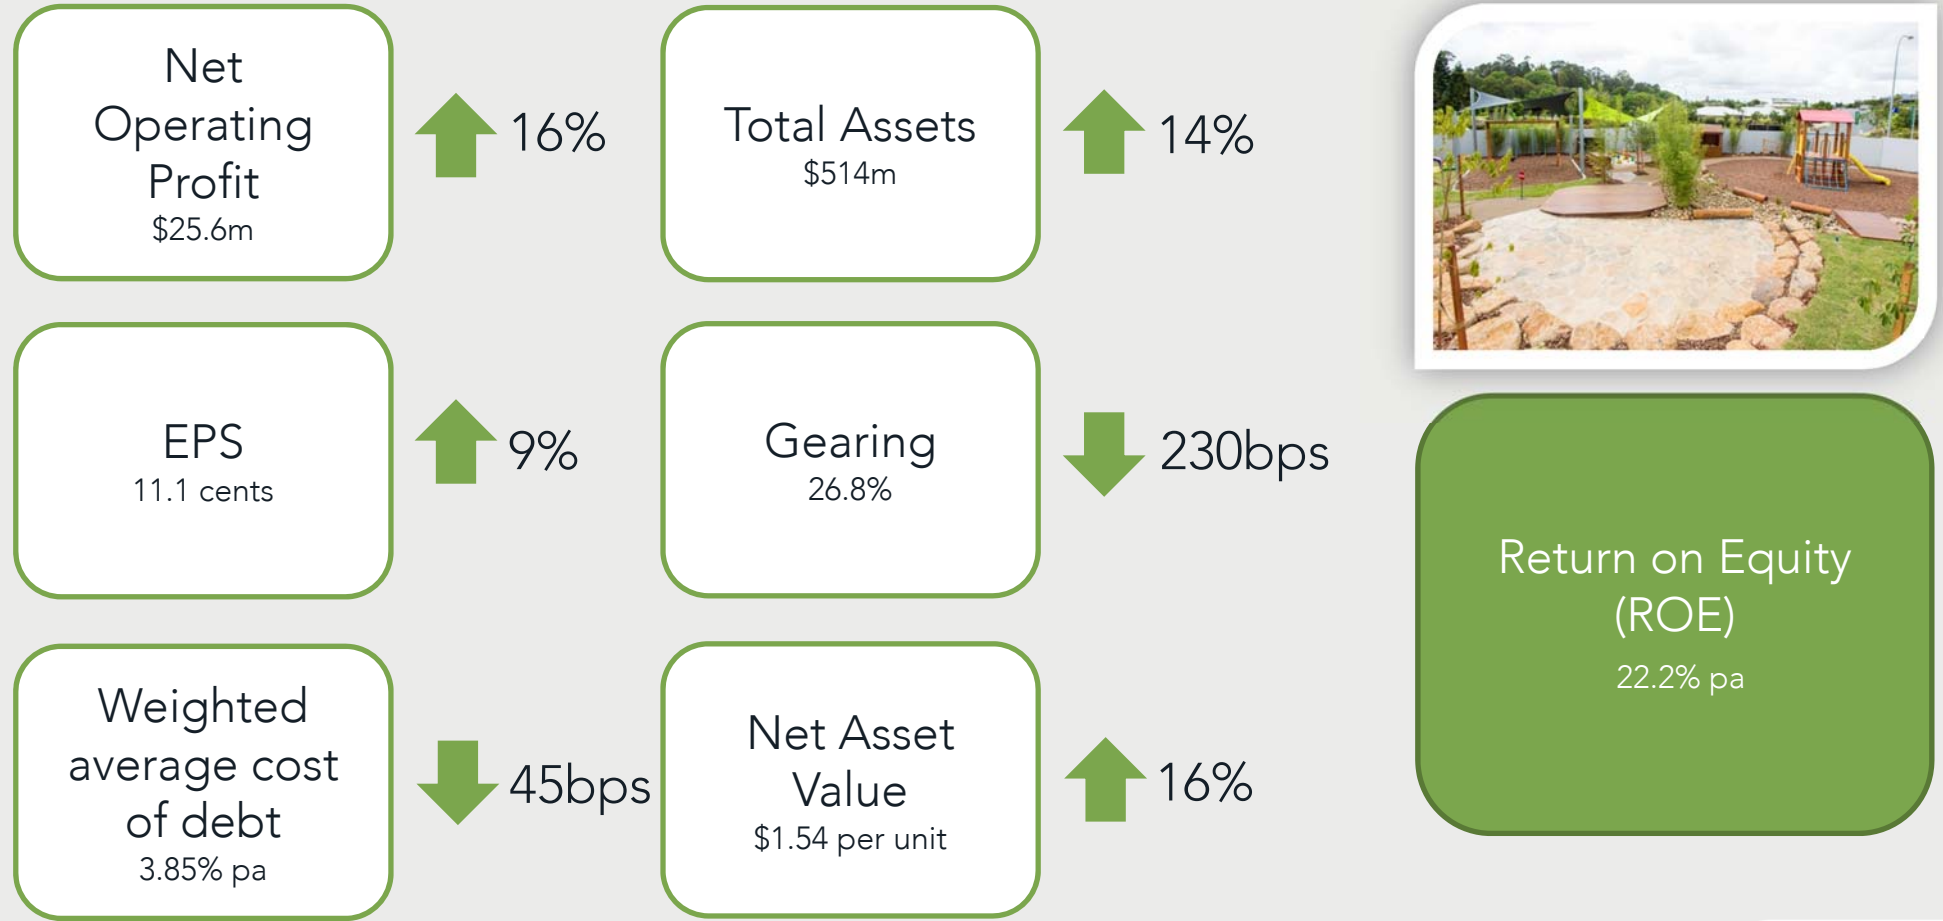 Net
Operating
Profit
$25.6m
16%
Total Assets
$514m
14%
EPS
11.1 cents
9%
Gearing
26.8%
230bps
Weighted
average cost
of debt
3.85% pa
45bps
Net Asset
Value
$1.54 per unit
16%
Return on Equity
(ROE)
22.2% pa